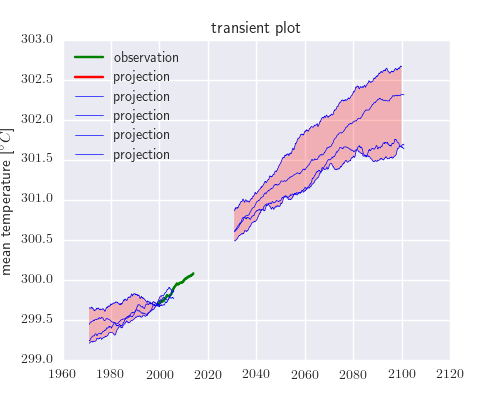 transient plot
303.0
302.5
302.0
301.5
301.0
300.5
300.0
299.5
299.0
mean temperature [°C]
observation
projection
projection
projection
projection
projection
1960 1980 2000 2020 2040 2060 2080 2100 2120